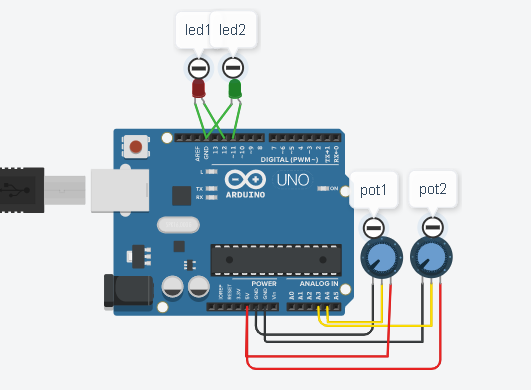 led1 led2
AREF
GND
13
12
~11
~10
~9
8
7
~6
~5
4
~3
2
TX→1
RX←0
DIGITAL (PWM~)
L
TX
RX
UNO
ARDUINO
ON
pot1
pot2
IOREF
RESET
3.3V
5V
GND
GND
Vin
POWER
ANALOG IN
A0
A1
A2
A3
A4
A5